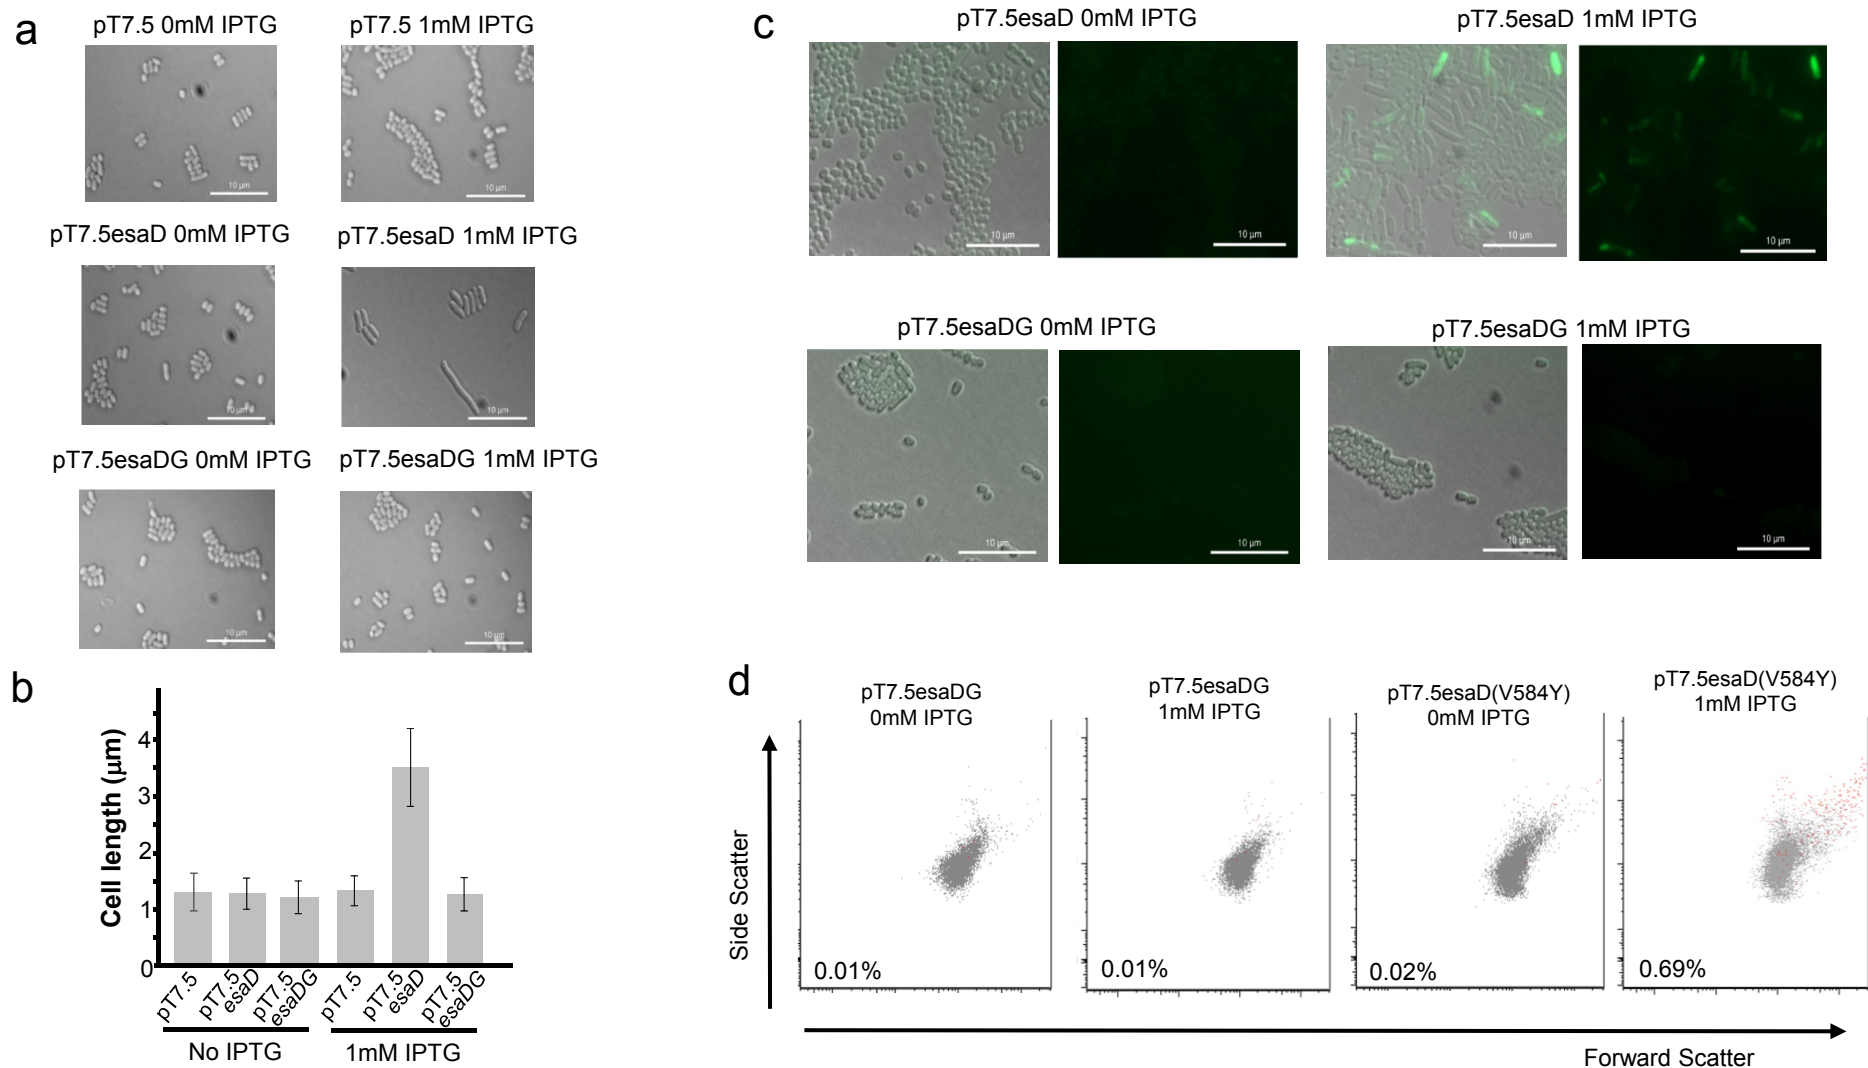 a
pT7.5 0mM IPTG
pT7.5 1mM IPTG
10 µm
10 µm
pT7.5esaD 0mM IPTG
pT7.5esaD 1mM IPTG
10 µm
10 µm
pT7.5esaDG 0mM IPTG
pT7.5esaDG 1mM IPTG
10 µm
10 µm
b
Cell length (µm)
4
3
2
1
0
pT7.5
pT7.5
esaD
pT7.5
esaDG
pT7.5
pT7.5
esaD
pT7.5
esaDG
No IPTG
1mM IPTG
c
pT7.5esaD 0mM IPTG
pT7.5esaD 1mM IPTG
10 µm
10 µm
10 µm
10 µm
pT7.5esaDG 0mM IPTG
pT7.5esaDG 1mM IPTG
10 µm
10 µm
10 µm
10 µm
d
Side Scatter
pT7.5esaDG
0mM IPTG
0.01%
pT7.5esaDG
1mM IPTG
0.01%
pT7.5esaD(V584Y)
0mM IPTG
0.02%
pT7.5esaD(V584Y)
1mM IPTG
0.69%
Forward Scatter